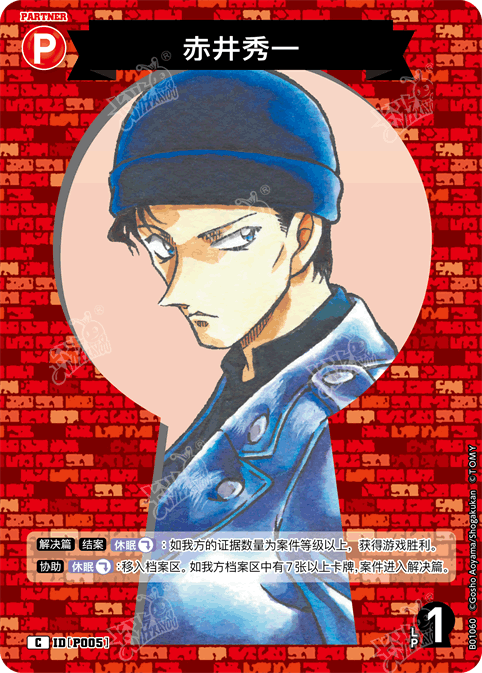 PARTNER
P
赤井秀一
解决篇 结案 休眠 ：如我方的证据数量为案件等级以上，获得游戏胜利。
协助 休眠 ：移入档案区。如我方档案区中有7张以上卡牌，案件进入解决篇。
C ID[P005]
LP 1
B01060 ©Gosho Aoyama/Shogakukan ©TOMY